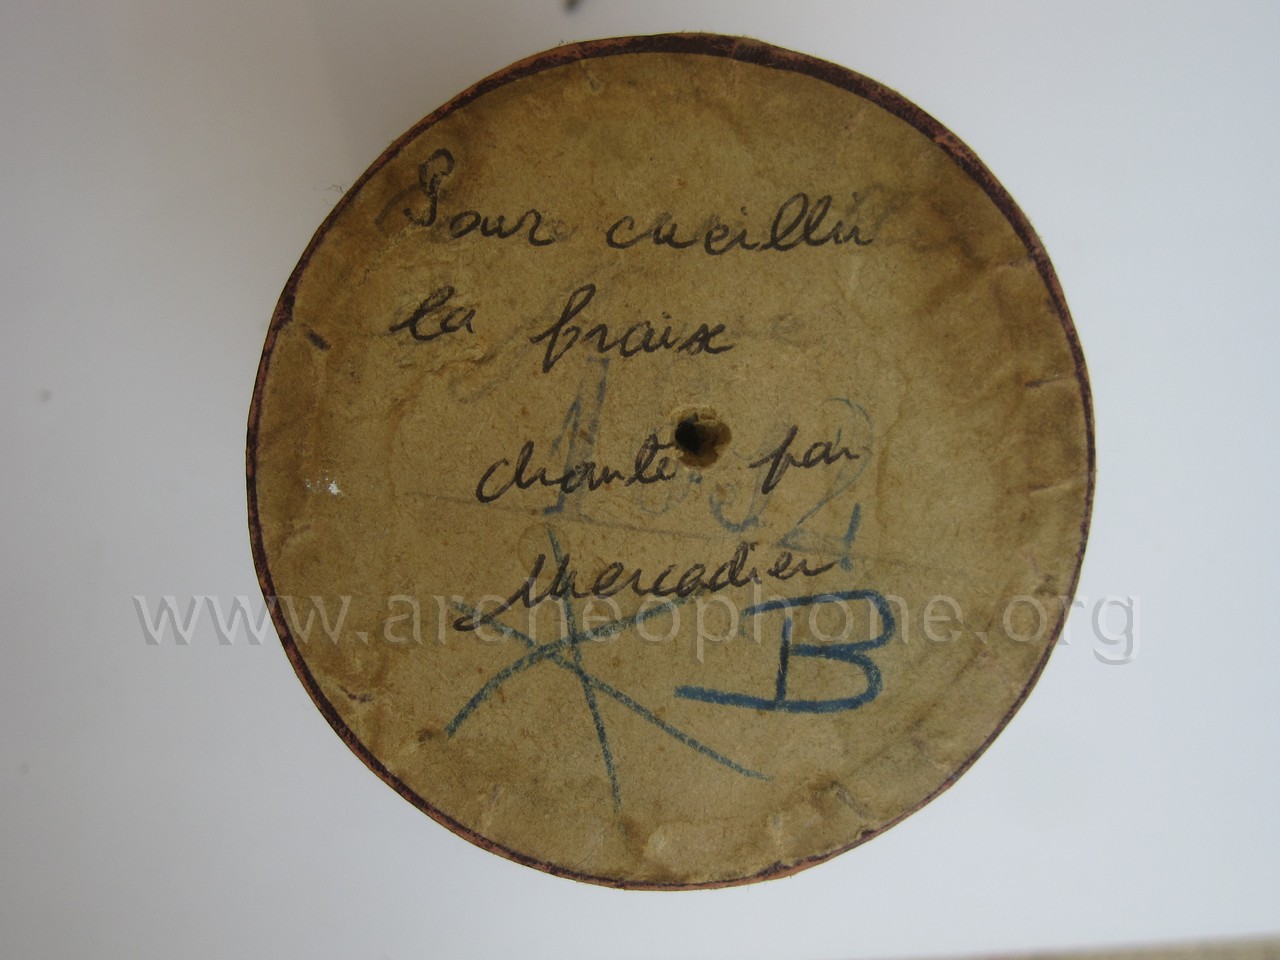 Pour cueillir
la fraise
chanté par
Mercadier
B
www.archeophone.org